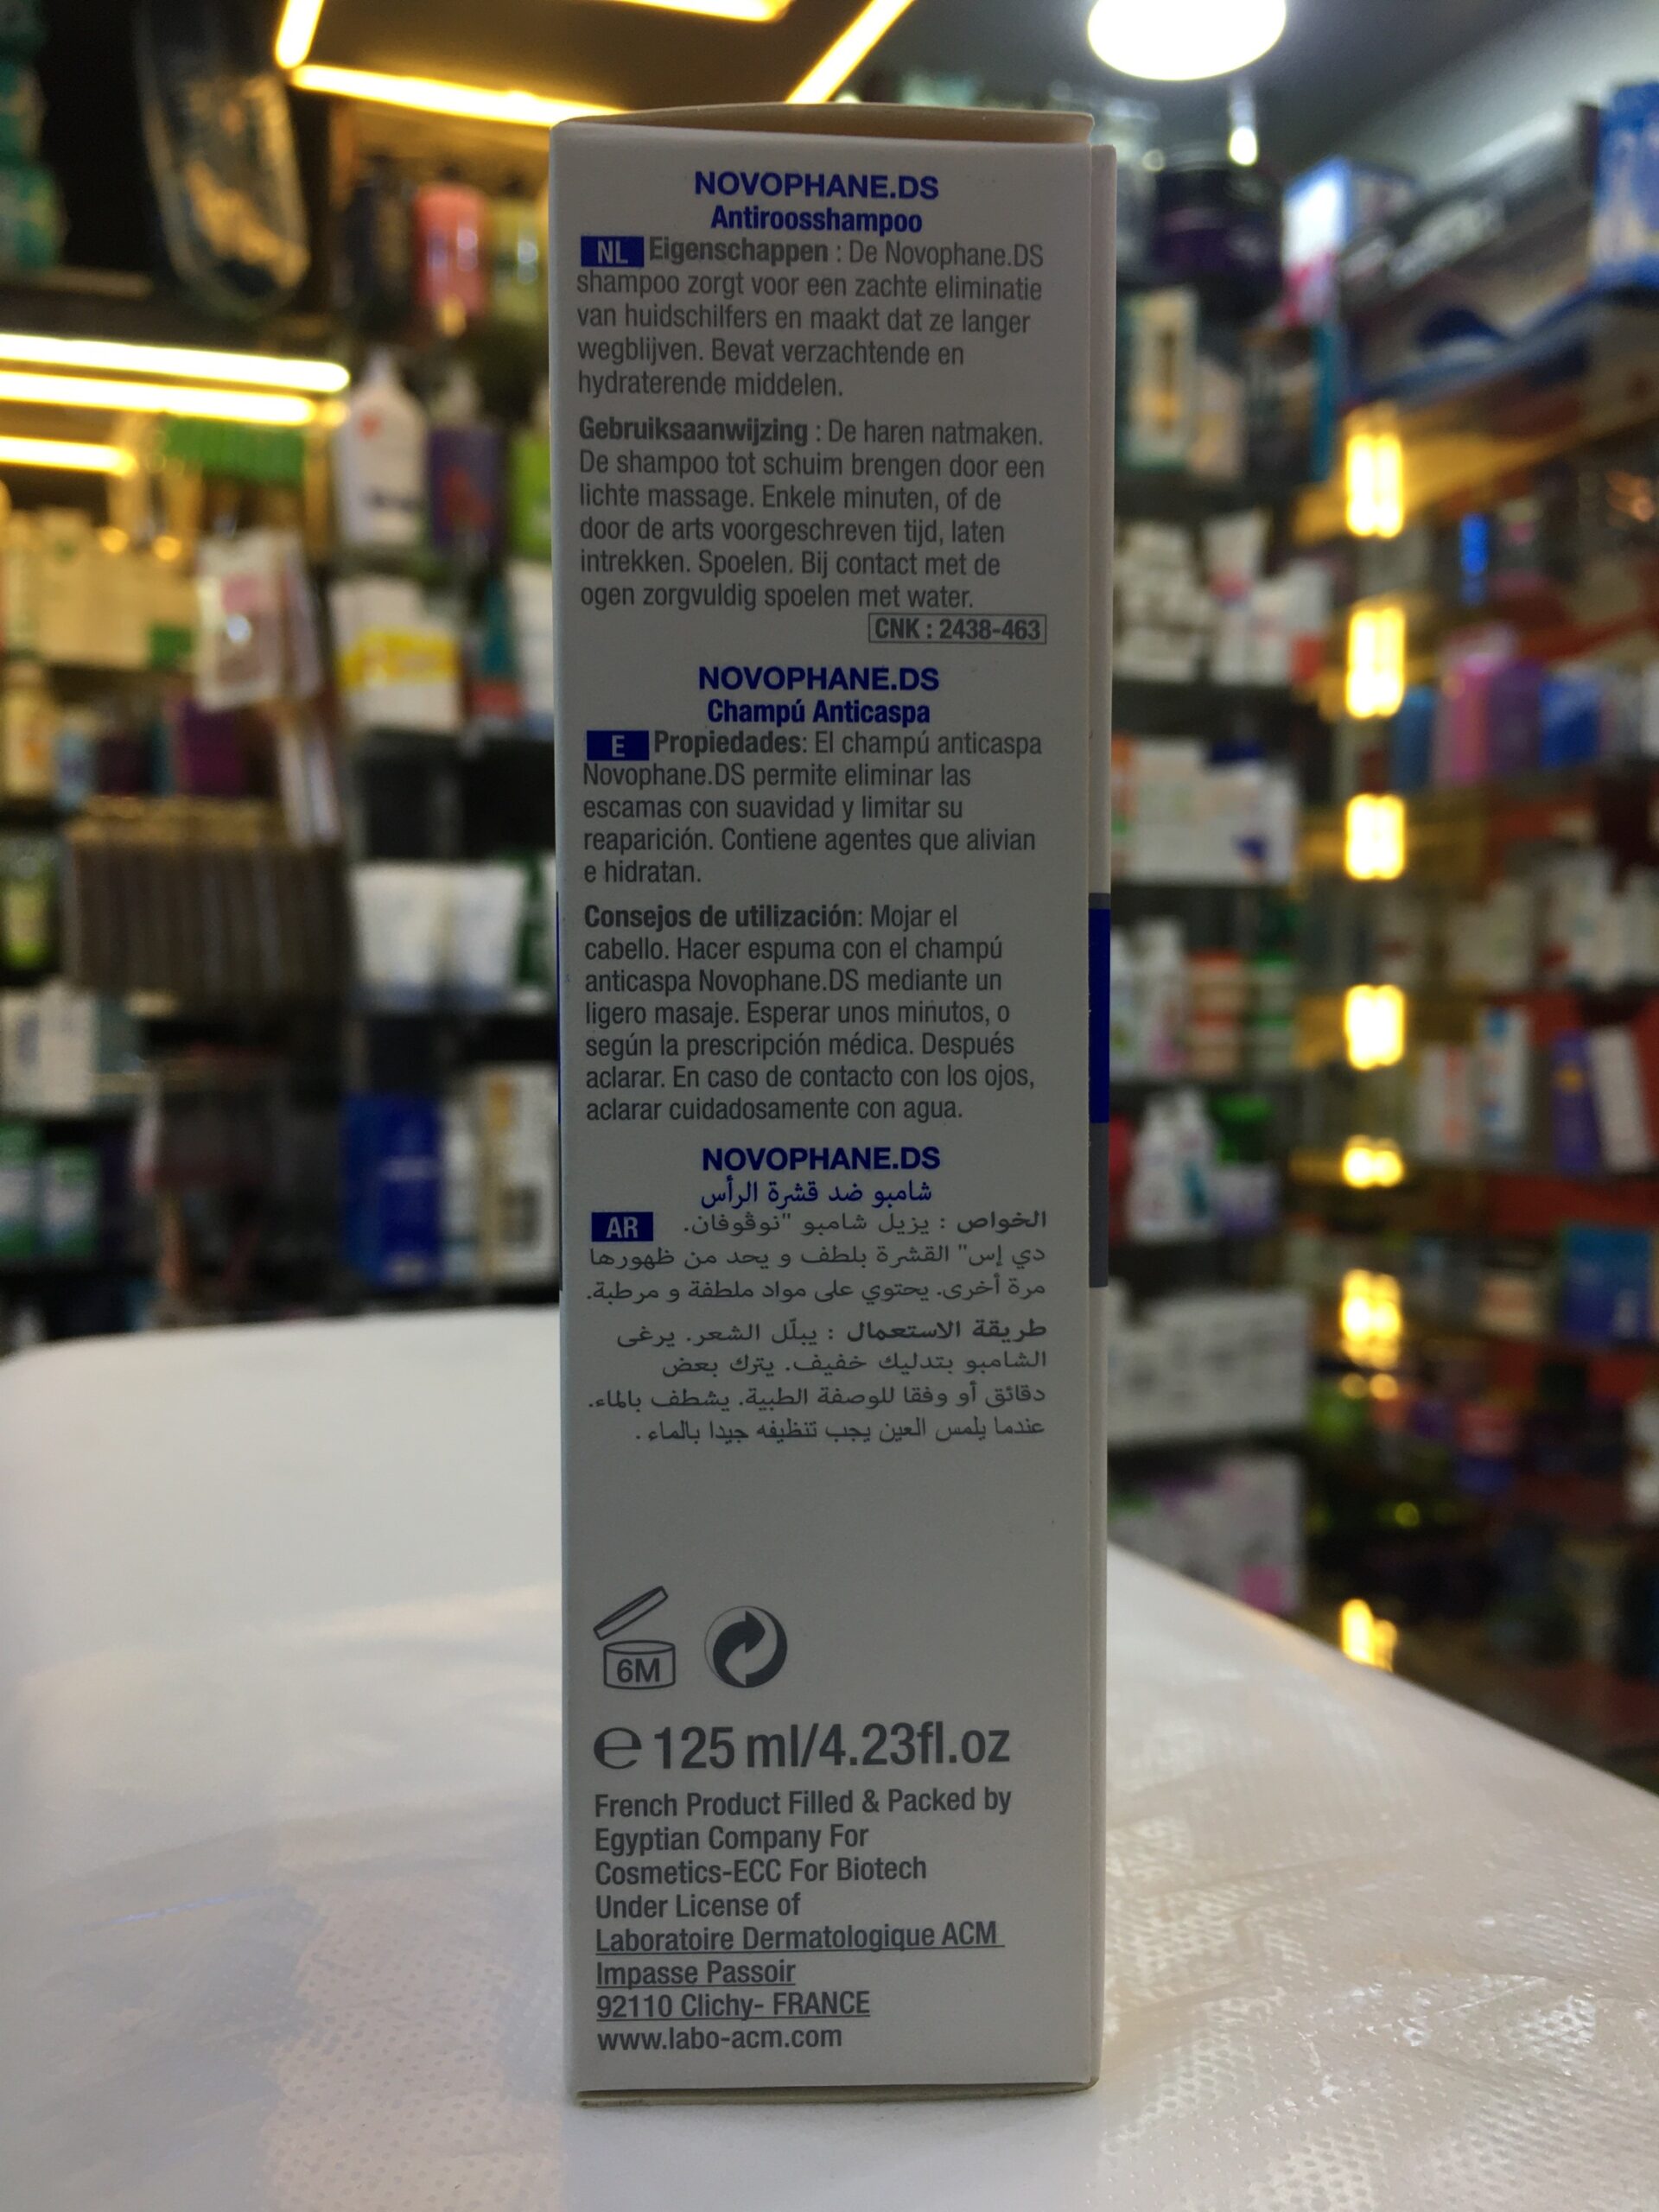 NOVOPHANE.DS
Antiroosshampoo
NL Eigenschappen : De Novophane.DS
shampoo zorgt voor een zachte eliminatie
van huidschilfers en maakt dat ze langer
wegblijven. Bevat verzachtende en
hydraterende middelen.
Gebruiksaanwijzing : De haren natmaken.
De shampoo tot schuim brengen door een
lichte massage. Enkele minuten, of de
door de arts voorgeschreven tijd, laten
intrekken. Spoelen. Bij contact met de
ogen zorgvuldig spoelen met water.
CNK : 2438-463
NOVOPHANE.DS
Champú Anticaspa
E Propiedades: El champú anticaspa
Novophane.DS permite eliminar las
escamas con suavidad y limitar su
reaparición. Contiene agentes que alivian
e hidratan.
Consejos de utilización: Mojar el
cabello. Hacer espuma con el champú
anticaspa Novophane.DS mediante un
ligero masaje. Esperar unos minutos, o
según la prescripción médica. Después
aclarar. En caso de contacto con los ojos,
aclarar cuidadosamente con agua.
NOVOPHANE.DS
شامبو ضد قشرة الرأس
AR الخواص : يزيل شامبو "نوڤوفان.
دي إس" القشرة بلطف و يحد من ظهورها
مرة أخرى. يحتوي على مواد ملطفة و مرطبة.
طريقة الاستعمال : يبلّل الشعر. يرغى
الشامبو بتدليك خفيف. يترك بعض
دقائق أو وفقا للوصفة الطبية. يشطف بالماء.
عندما يلمس العين يجب تنظيفه جيدا بالماء .
6M
℮ 125 ml/4.23fl.oz
French Product Filled & Packed by
Egyptian Company For
Cosmetics-ECC For Biotech
Under License of
Laboratoire Dermatologique ACM
Impasse Passoir
92110 Clichy- FRANCE
www.labo-acm.com